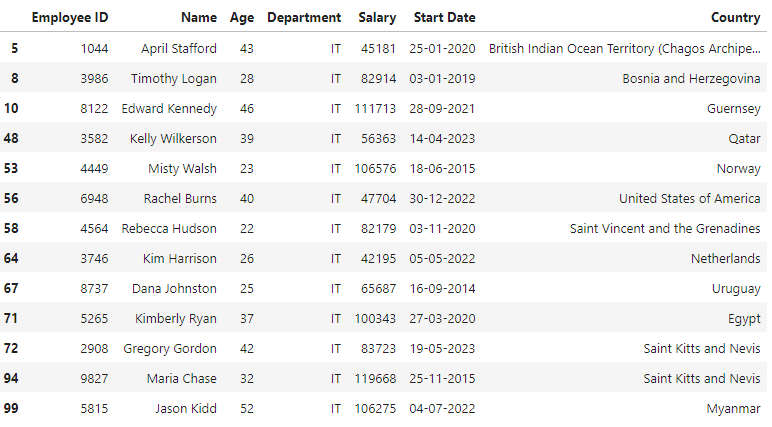 Employee ID Name Age Department Salary Start Date Country
5 1044 April Stafford 43 IT 45181 25-01-2020 British Indian Ocean Territory (Chagos Archipe...
8 3986 Timothy Logan 28 IT 82914 03-01-2019 Bosnia and Herzegovina
10 8122 Edward Kennedy 46 IT 111713 28-09-2021 Guernsey
48 3582 Kelly Wilkerson 39 IT 56363 14-04-2023 Qatar
53 4449 Misty Walsh 23 IT 106576 18-06-2015 Norway
56 6948 Rachel Burns 40 IT 47704 30-12-2022 United States of America
58 4564 Rebecca Hudson 22 IT 82179 03-11-2020 Saint Vincent and the Grenadines
64 3746 Kim Harrison 26 IT 42195 05-05-2022 Netherlands
67 8737 Dana Johnston 25 IT 65687 16-09-2014 Uruguay
71 5265 Kimberly Ryan 37 IT 100343 27-03-2020 Egypt
72 2908 Gregory Gordon 42 IT 83723 19-05-2023 Saint Kitts and Nevis
94 9827 Maria Chase 32 IT 119668 25-11-2015 Saint Kitts and Nevis
99 5815 Jason Kidd 52 IT 106275 04-07-2022 Myanmar